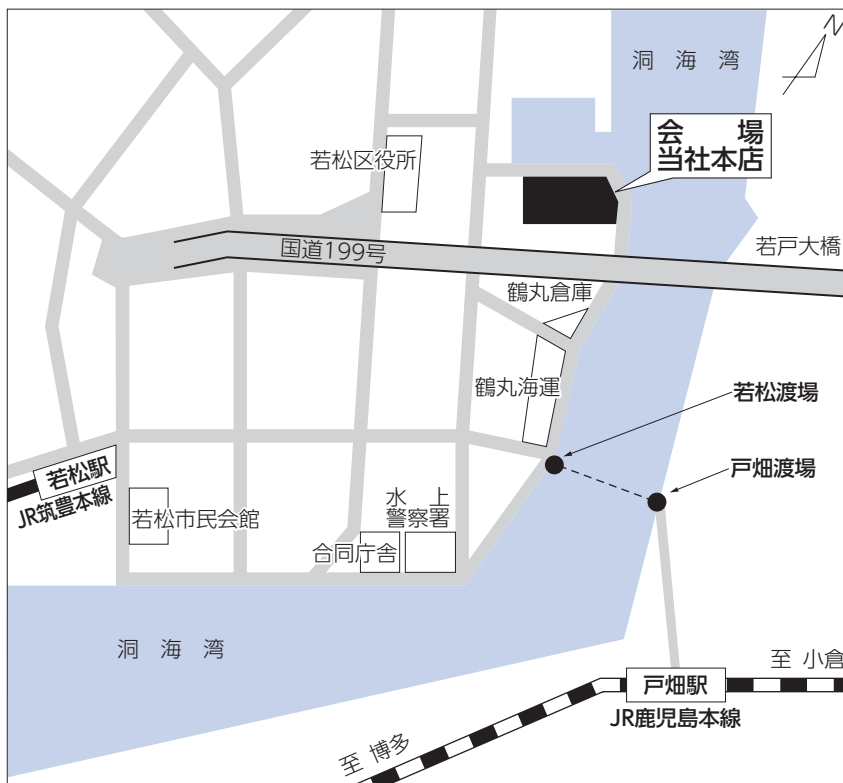 N
洞海湾
会場
当社本店
若松区役所
国道199号
若戸大橋
鶴丸倉庫
鶴丸海運
若松渡場
戸畑渡場
若松駅
JR筑豊本線
若松市民会館
水上
警察署
合同庁舎
洞海湾
至 小倉
戸畑駅
JR鹿児島本線
至 博多